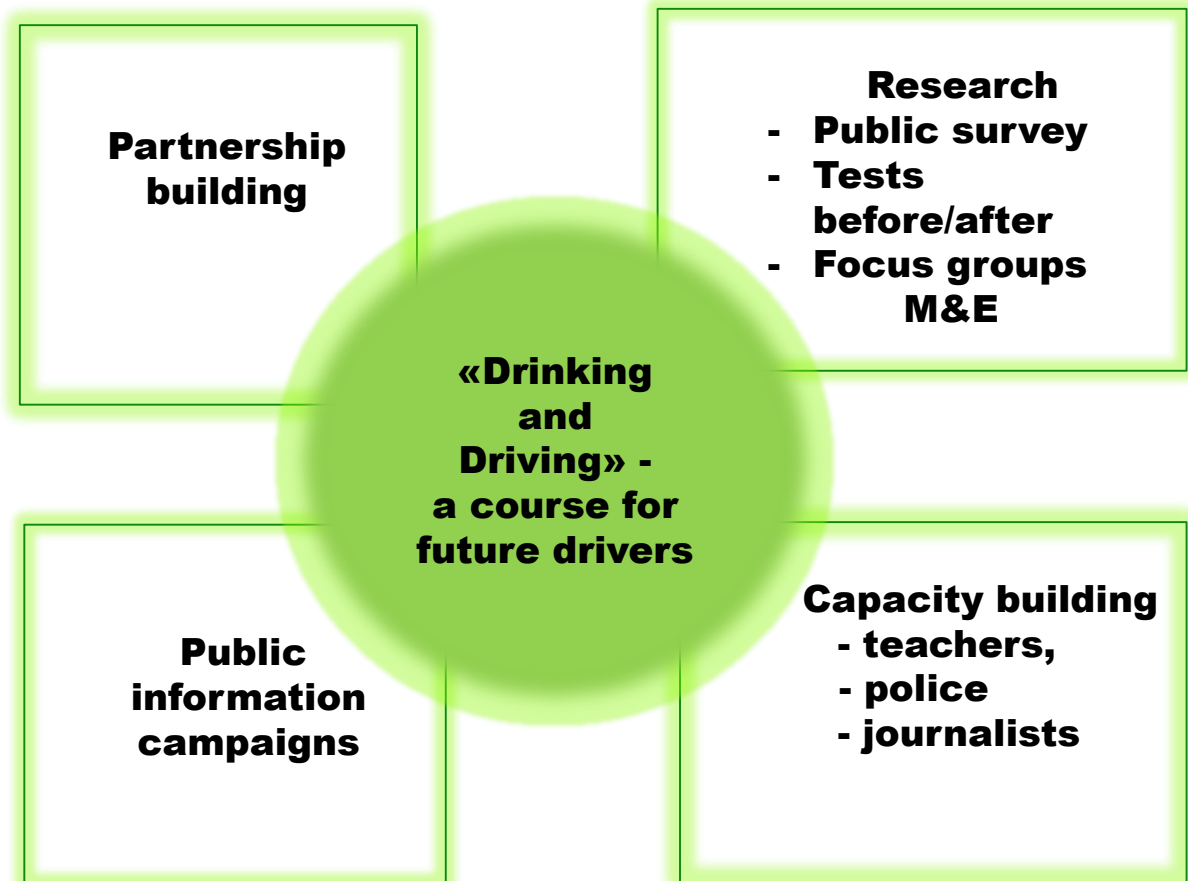 Partnership
building
Research
- Public survey
- Tests
before/after
- Focus groups
M&E
«Drinking
and
Driving» -
a course for
future drivers
Public
information
campaigns
Capacity building
- teachers,
- police
- journalists